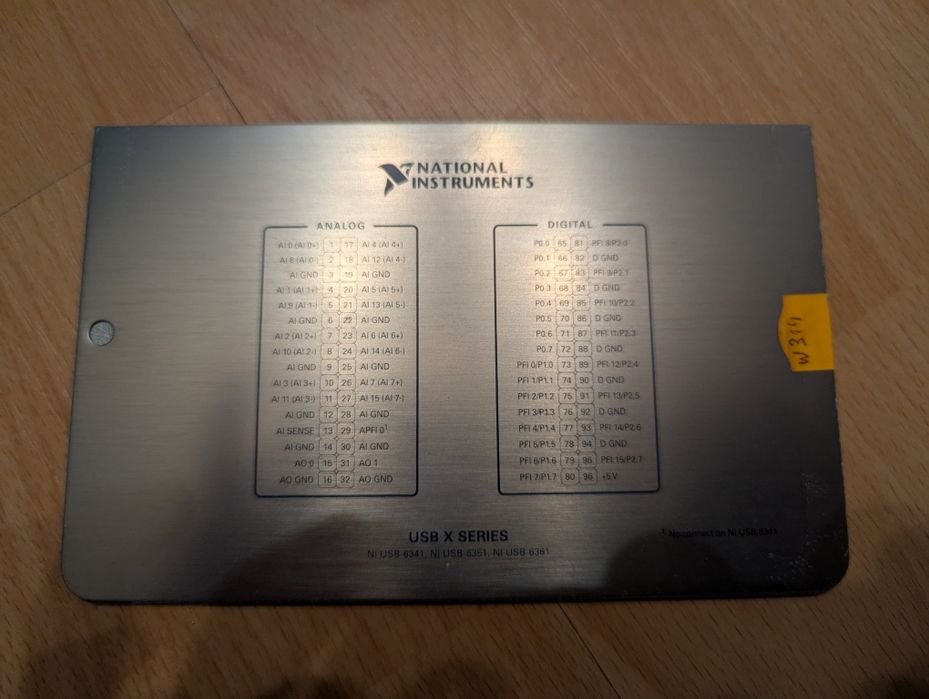 NATIONAL
INSTRUMENTS
ANALOG
AI 0 (AI 0+) 1 17 AI 4 (AI 4+)
AI 8 (AI 0-) 2 18 AI 12 (AI 4-)
AI GND 3 19 AI GND
AI 1 (AI 1+) 4 20 AI 5 (AI 5+)
AI 9 (AI 1-) 5 21 AI 13 (AI 5-)
AI GND 6 22 AI GND
AI 2 (AI 2+) 7 23 AI 6 (AI 6+)
AI 10 (AI 2-) 8 24 AI 14 (AI 6-)
AI GND 9 25 AI GND
AI 3 (AI 3+) 10 26 AI 7 (AI 7+)
AI 11 (AI 3-) 11 27 AI 15 (AI 7-)
AI GND 12 28 AI GND
AI SENSE 13 29 APFI 0¹
AI GND 14 30 AI GND
AO 0 15 31 AO 1
AO GND 16 32 AO GND
DIGITAL
P0.0 65 81 PFI 8/P2.0
P0.1 66 82 D GND
P0.2 67 83 PFI 9/P2.1
P0.3 68 84 D GND
P0.4 69 85 PFI 10/P2.2
P0.5 70 86 D GND
P0.6 71 87 PFI 11/P2.3
P0.7 72 88 D GND
PFI 0/P1.0 73 89 PFI 12/P2.4
PFI 1/P1.1 74 90 D GND
PFI 2/P1.2 75 91 PFI 13/P2.5
PFI 3/P1.3 76 92 D GND
PFI 4/P1.4 77 93 PFI 14/P2.6
PFI 5/P1.5 78 94 D GND
PFI 6/P1.6 79 95 PFI 15/P2.7
PFI 7/P1.7 80 96 +5 V
USB X SERIES
NI USB-6341, NI USB-6351, NI USB-6361
¹ No connect on NI USB-6341